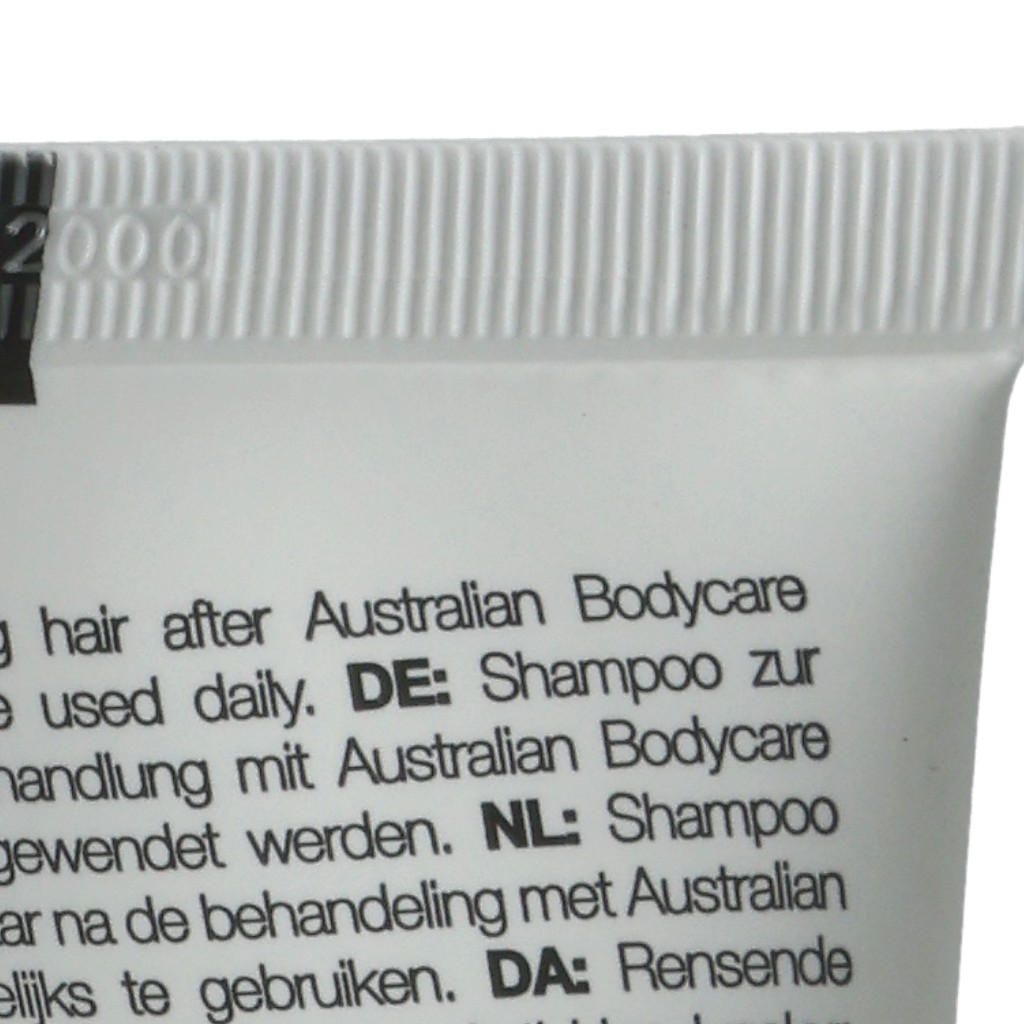 2000
hair after Australian Bodycare
used daily. DE: Shampoo zur
handlung mit Australian Bodycare
gewendet werden. NL: Shampoo
ar na de behandeling met Australian
elijks te gebruiken. DA: Rensende